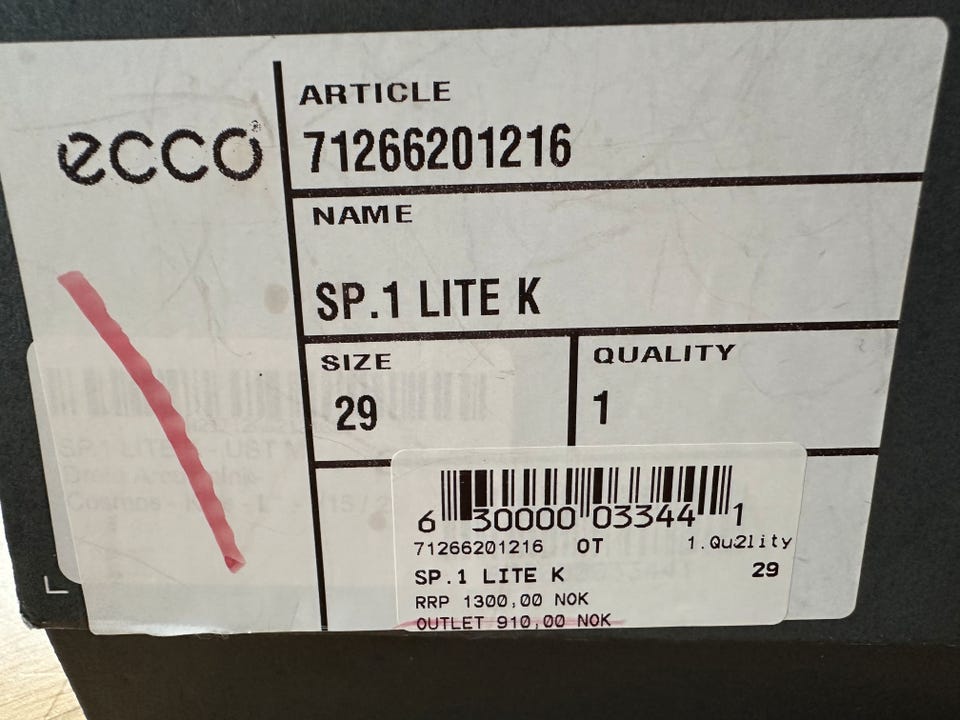 ecco
ARTICLE
71266201216
NAME
SP.1 LITE K
SIZE
29
QUALITY
1
6 30000 03344 1
71266201216 OT 1.Qu2lity
SP.1 LITE K 29
RRP 1300,00 NOK
OUTLET 910,00 NOK